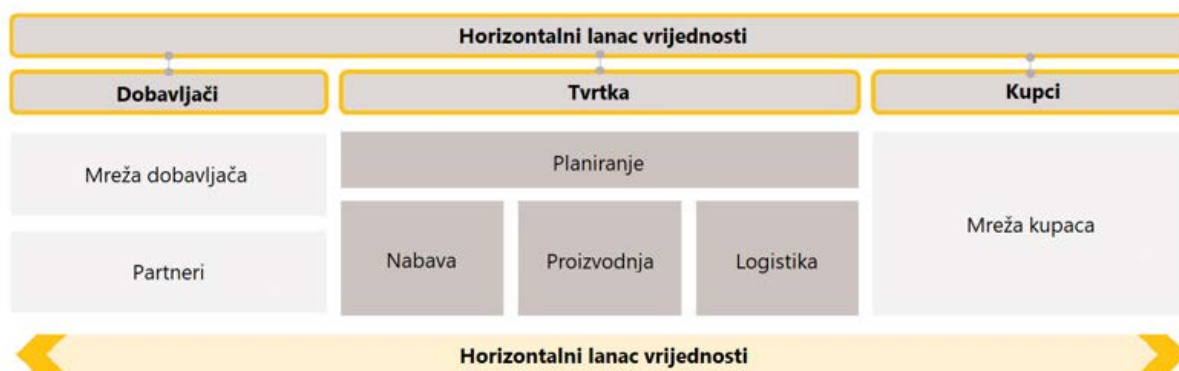 Horizontalni lanac vrijednosti
Dobavljači
Tvrtka
Kupci
Mreža dobavljača
Partneri
Planiranje
Nabava
Proizvodnja
Logistika
Mreža kupaca
Horizontalni lanac vrijednosti